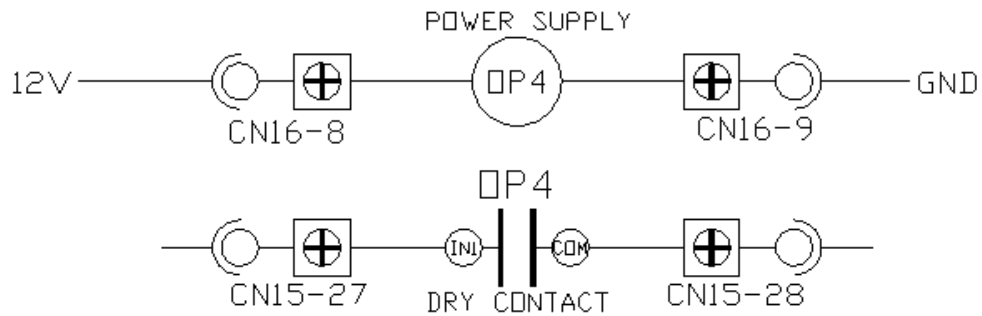 POWER SUPPLY
12V OP4 GND
CN16-8 CN16-9
OP4
IN1 COM
CN15-27 DRY CONTACT CN15-28